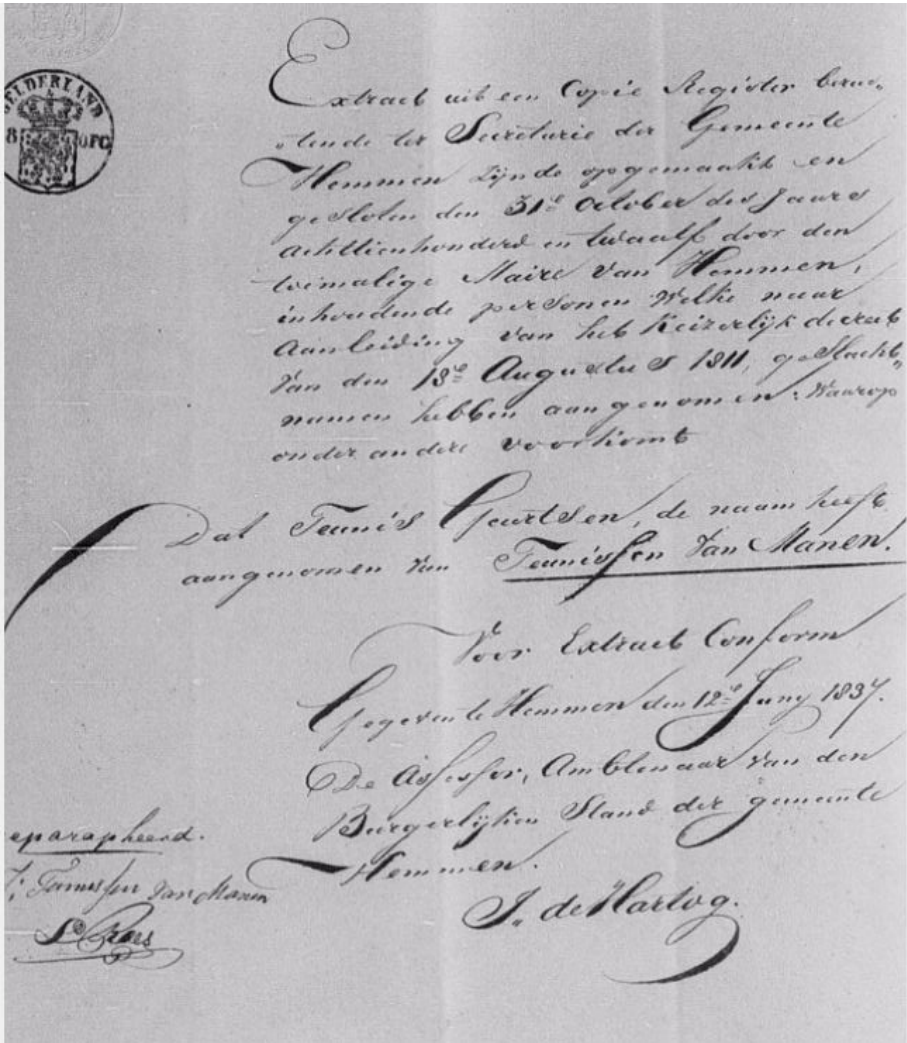 GELDERLAND
Extract uit een Copie Register berus-
tende ter Secretarie der Gemeente
Hemmen zijnde opgemaakt en
gesloten den 31e October des Jaars
achttienhonderd en twaalf door den
toenmalige Maire van Hemmen,
inhoudende personen welke naar
Aanleiding van het Keizerlijk decreet
van den 18e Augustus 1811, geslacht„
namen hebben aangenomen: Waarop
onder andere voorkomt
Dat Teunis Geurtsen, de naam heeft
aangenomen van Teunissen van Manen.
Voor Extract Conform
Gegeven te Hemmen den 12e Juny 1837.
De Assessor, Ambtenaar van den
Burgerlijken Stand der gemeente
Hemmen.
J. de Hartog.
eparapheerd.
Teunissen van Manen